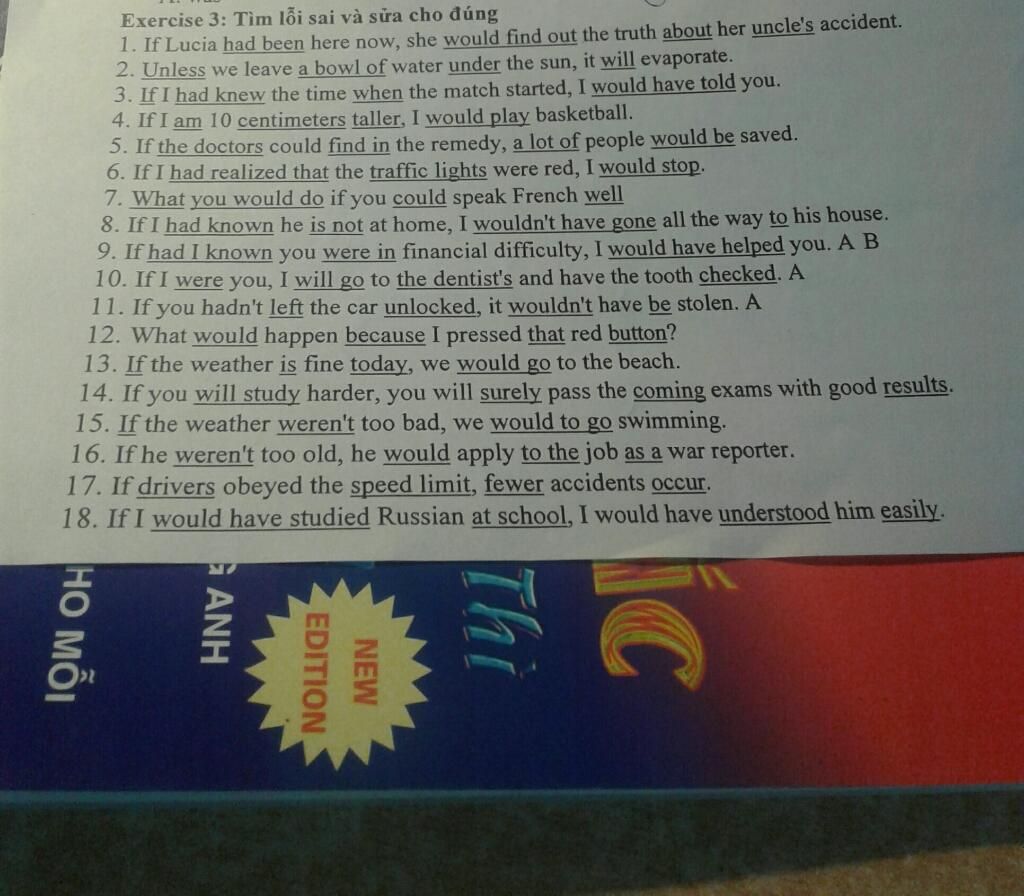 Exercise 3: Tìm lỗi sai và sửa cho đúng
1. If Lucia had been here now, she would find out the truth about her uncle's accident.
2. Unless we leave a bowl of water under the sun, it will evaporate.
3. If I had knew the time when the match started, I would have told you.
4. If I am 10 centimeters taller, I would play basketball.
5. If the doctors could find in the remedy, a lot of people would be saved.
6. If I had realized that the traffic lights were red, I would stop.
7. What you would do if you could speak French well
8. If I had known he is not at home, I wouldn't have gone all the way to his house.
9. If had I known you were in financial difficulty, I would have helped you. A B
10. If I were you, I will go to the dentist's and have the tooth checked. A
11. If you hadn't left the car unlocked, it wouldn't have be stolen. A
12. What would happen because I pressed that red button?
13. If the weather is fine today, we would go to the beach.
14. If you will study harder, you will surely pass the coming exams with good results.
15. If the weather weren't too bad, we would to go swimming.
16. If he weren't too old, he would apply to the job as a war reporter.
17. If drivers obeyed the speed limit, fewer accidents occur.
18. If I would have studied Russian at school, I would have understood him easily.
HO MỖI
ANH
NEW
EDITION
Thi